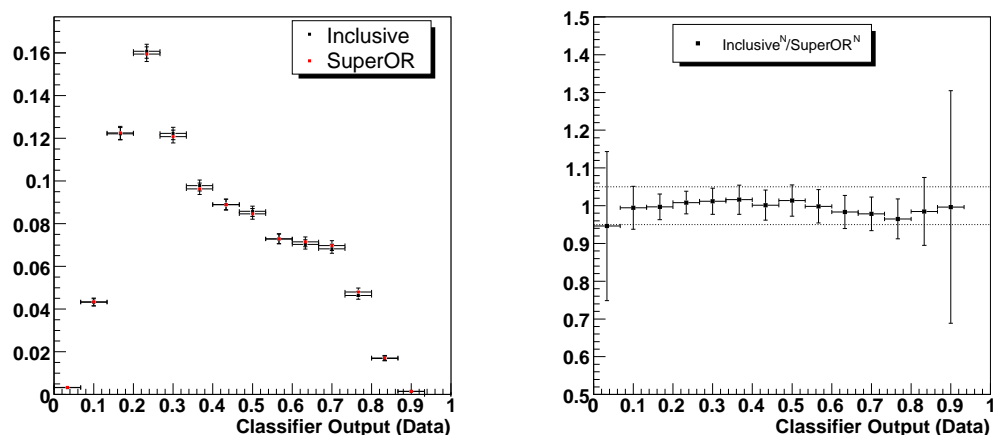 0.16
0.14
0.12
0.1
0.08
0.06
0.04
0.02
0
0 0.1 0.2 0.3 0.4 0.5 0.6 0.7 0.8 0.9 1
Classifier Output (Data)
Inclusive
SuperOR
1.5
1.4
1.3
1.2
1.1
1
0.9
0.8
0.7
0.6
0.5
0 0.1 0.2 0.3 0.4 0.5 0.6 0.7 0.8 0.9 1
Classifier Output (Data)
Inclusive^N/SuperOR^N